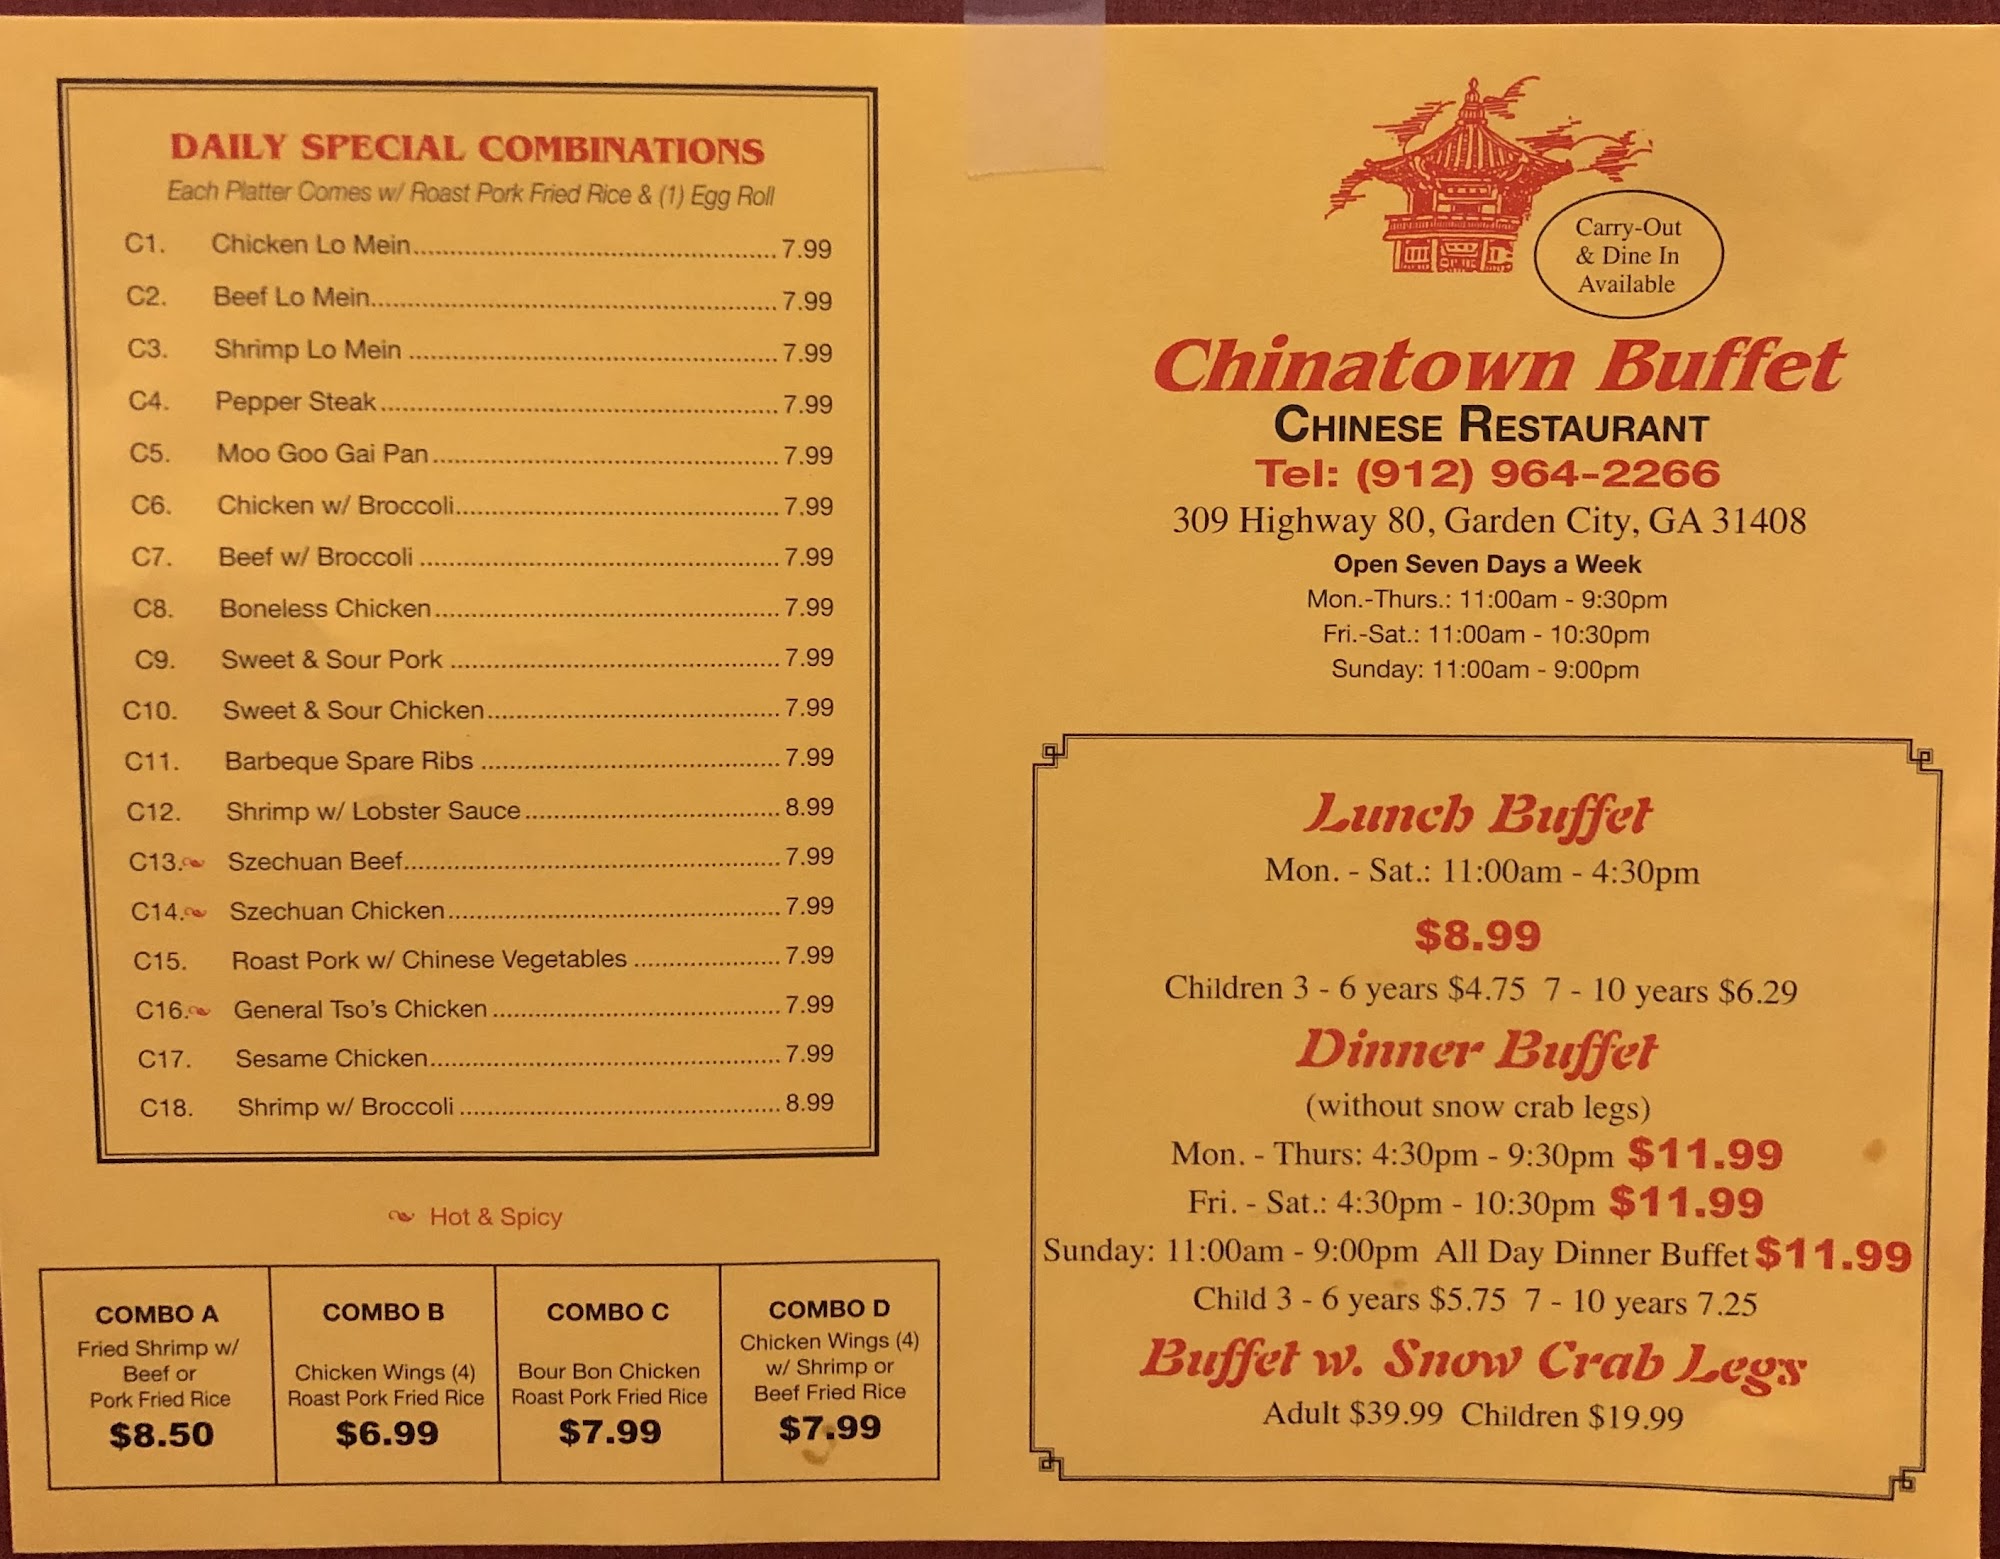 DAILY SPECIAL COMBINATIONS
Each Platter Comes w/ Roast Pork Fried Rice & (1) Egg Roll
C1. Chicken Lo Mein 7.99
C2. Beef Lo Mein 7.99
C3. Shrimp Lo Mein 7.99
C4. Pepper Steak 7.99
C5. Moo Goo Gai Pan 7.99
C6. Chicken w/ Broccoli 7.99
C7. Beef w/ Broccoli 7.99
C8. Boneless Chicken 7.99
C9. Sweet & Sour Pork 7.99
C10. Sweet & Sour Chicken 7.99
C11. Barbeque Spare Ribs 7.99
C12. Shrimp w/ Lobster Sauce 8.99
C13. Szechuan Beef 7.99
C14. Szechuan Chicken 7.99
C15. Roast Pork w/ Chinese Vegetables 7.99
C16. General Tso's Chicken 7.99
C17. Sesame Chicken 7.99
C18. Shrimp w/ Broccoli 8.99
Hot & Spicy
COMBO A
Fried Shrimp w/
Beef or
Pork Fried Rice
$8.50
COMBO B
Chicken Wings (4)
Roast Pork Fried Rice
$6.99
COMBO C
Bour Bon Chicken
Roast Pork Fried Rice
$7.99
COMBO D
Chicken Wings (4)
w/ Shrimp or
Beef Fried Rice
$7.99
Carry-Out
& Dine In
Available
Chinatown Buffet
CHINESE RESTAURANT
Tel: (912) 964-2266
309 Highway 80, Garden City, GA 31408
Open Seven Days a Week
Mon.-Thurs.: 11:00am - 9:30pm
Fri.-Sat.: 11:00am - 10:30pm
Sunday: 11:00am - 9:00pm
Lunch Buffet
Mon. - Sat.: 11:00am - 4:30pm
$8.99
Children 3 - 6 years $4.75 7 - 10 years $6.29
Dinner Buffet
(without snow crab legs)
Mon. - Thurs: 4:30pm - 9:30pm $11.99
Fri. - Sat.: 4:30pm - 10:30pm $11.99
Sunday: 11:00am - 9:00pm All Day Dinner Buffet $11.99
Child 3 - 6 years $5.75 7 - 10 years 7.25
Buffet w. Snow Crab Legs
Adult $39.99 Children $19.99